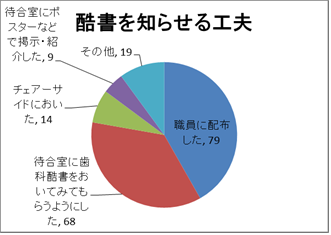 酷書を知らせる工夫
待合室にポ
スターなど
で掲示・紹
介した, 9
その他, 19
チェアーサ
イドにおい
た, 14
職員に配布
した, 79
待合室に歯
科酷書をお
いてみても
らうようにし
た, 68